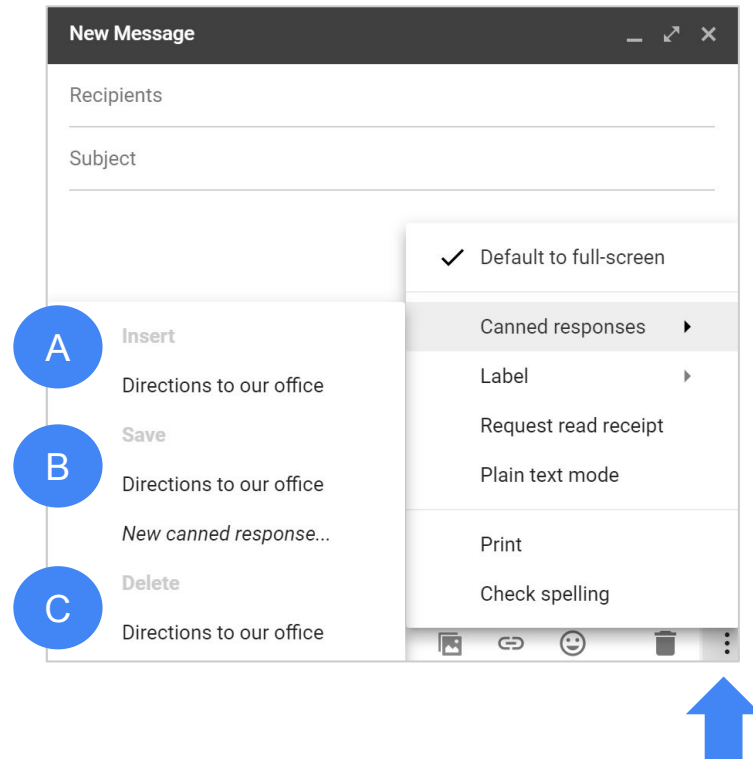 New Message
Recipients
Subject
Default to full-screen
Canned responses
Label
Request read receipt
Plain text mode
Print
Check spelling
A
Insert
Directions to our office
B
Save
Directions to our office
New canned response...
C
Delete
Directions to our office